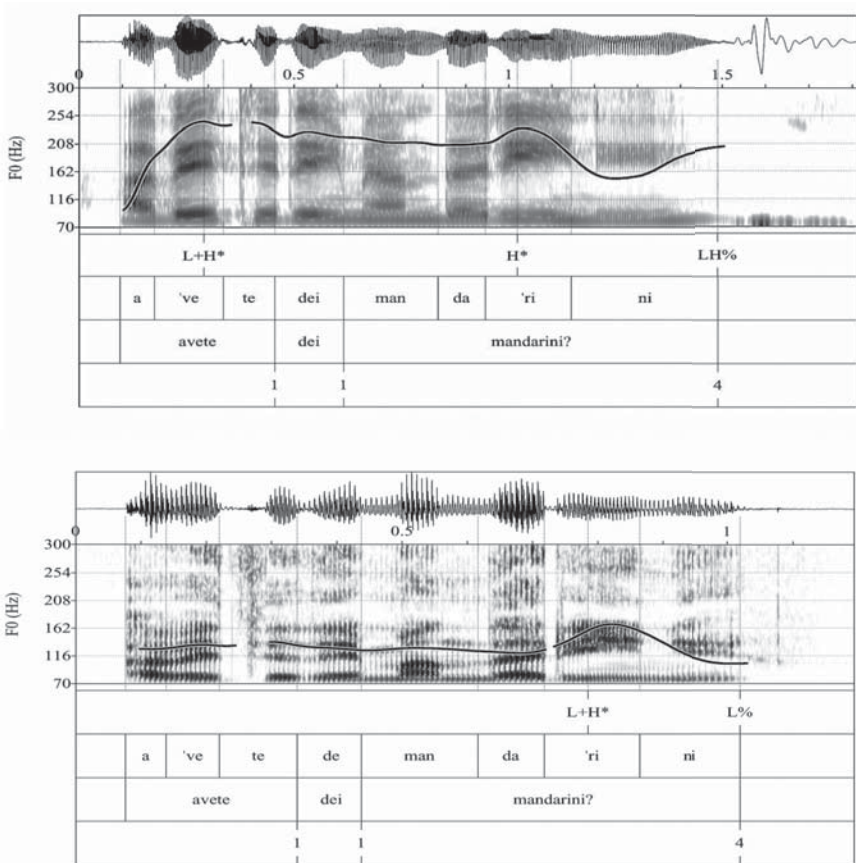 0 0.5 1 1.5
300
254
208
162
116
70
F0 (Hz)
L+H* H* LH%
a 've te dei man da 'ri ni
avete dei mandarini?
1 1 4
0 0.5 1
300
254
208
162
116
70
F0 (Hz)
L+H* L%
a 've te de man da 'ri ni
avete dei mandarini?
1 1 4